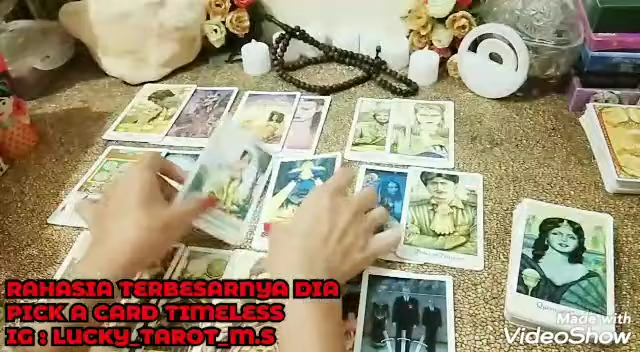 RAHASIA TERBESARNYA DIA
PICK A CARD TIMELESS
IG : LUCKY_TAROT_M.S
Made with
VideoShow